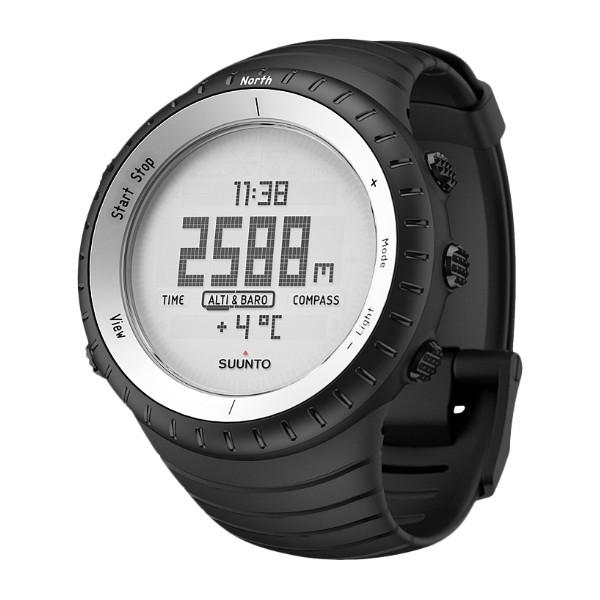 North
Start Stop
11:38
2588m
TIME ALTI & BARO COMPASS
+4°C
SUUNTO
View
+
Mode
- Light